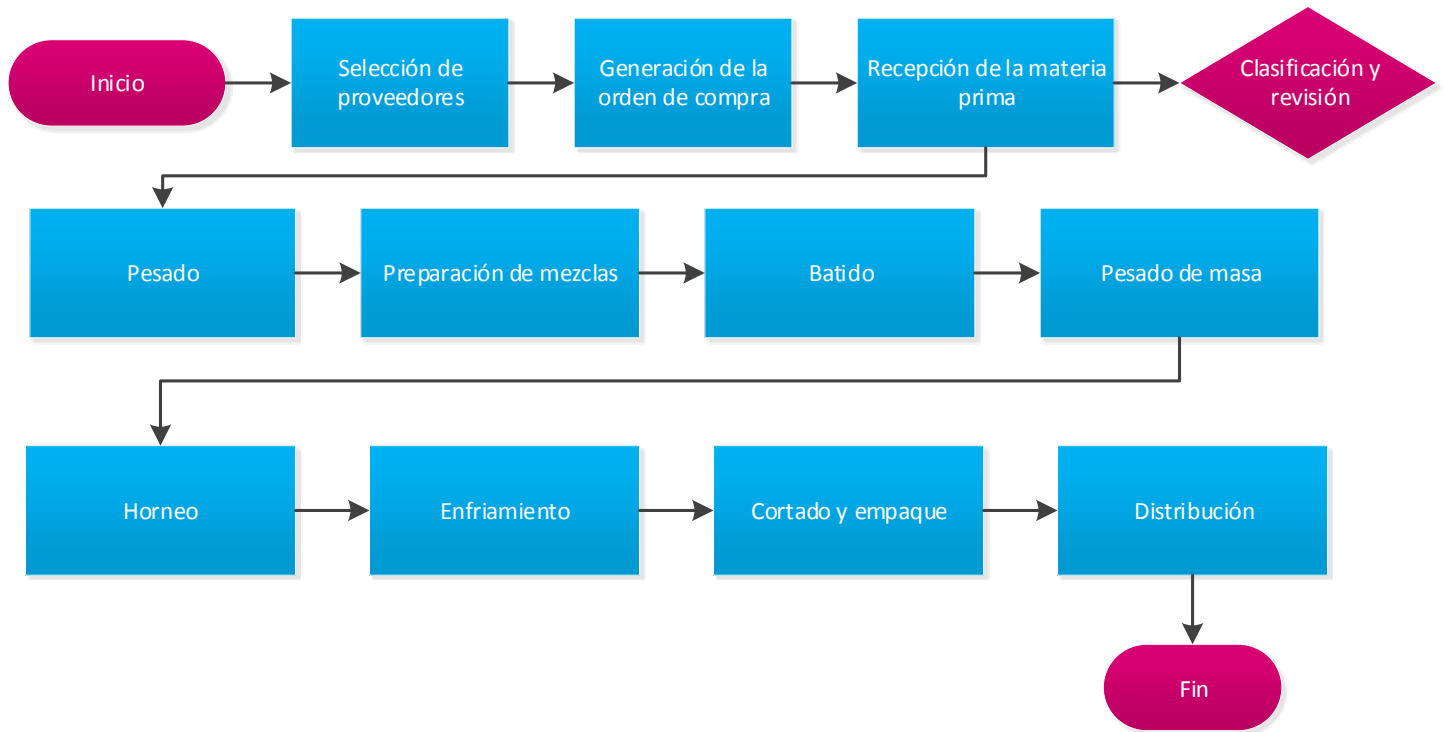 Inicio
Selección de
proveedores
Generación de la
orden de compra
Recepción de la materia
prima
Clasificación y
revisión
Pesado
Preparación de mezclas
Batido
Pesado de masa
Horneo
Enfriamiento
Cortado y empaque
Distribución
Fin